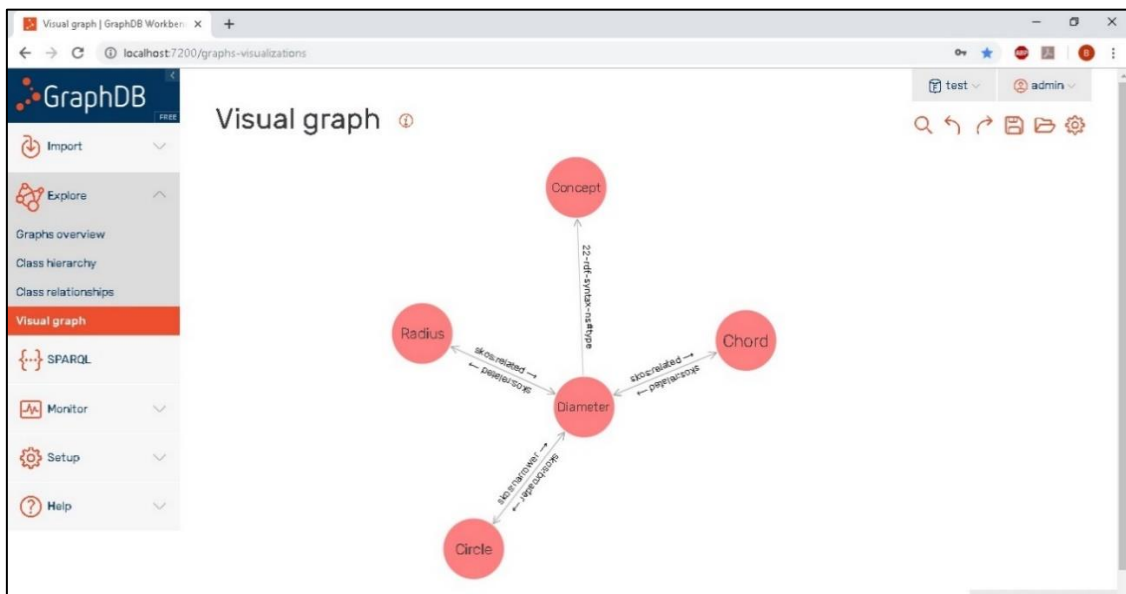 Visual graph | GraphDB Workben
localhost:7200/graphs-visualizations
ABP
B
GraphDB
FREE
test
admin
Visual graph
Import
Explore
Graphs overview
Class hierarchy
Class relationships
Visual graph
SPARQL
Monitor
Setup
Help
Concept
22-rdf-syntax-ns#type
Radius
Chord
skos:related →
← skos:related
skos:related →
← skos:related
Diameter
skos:narrower →
← skos:broader
Circle